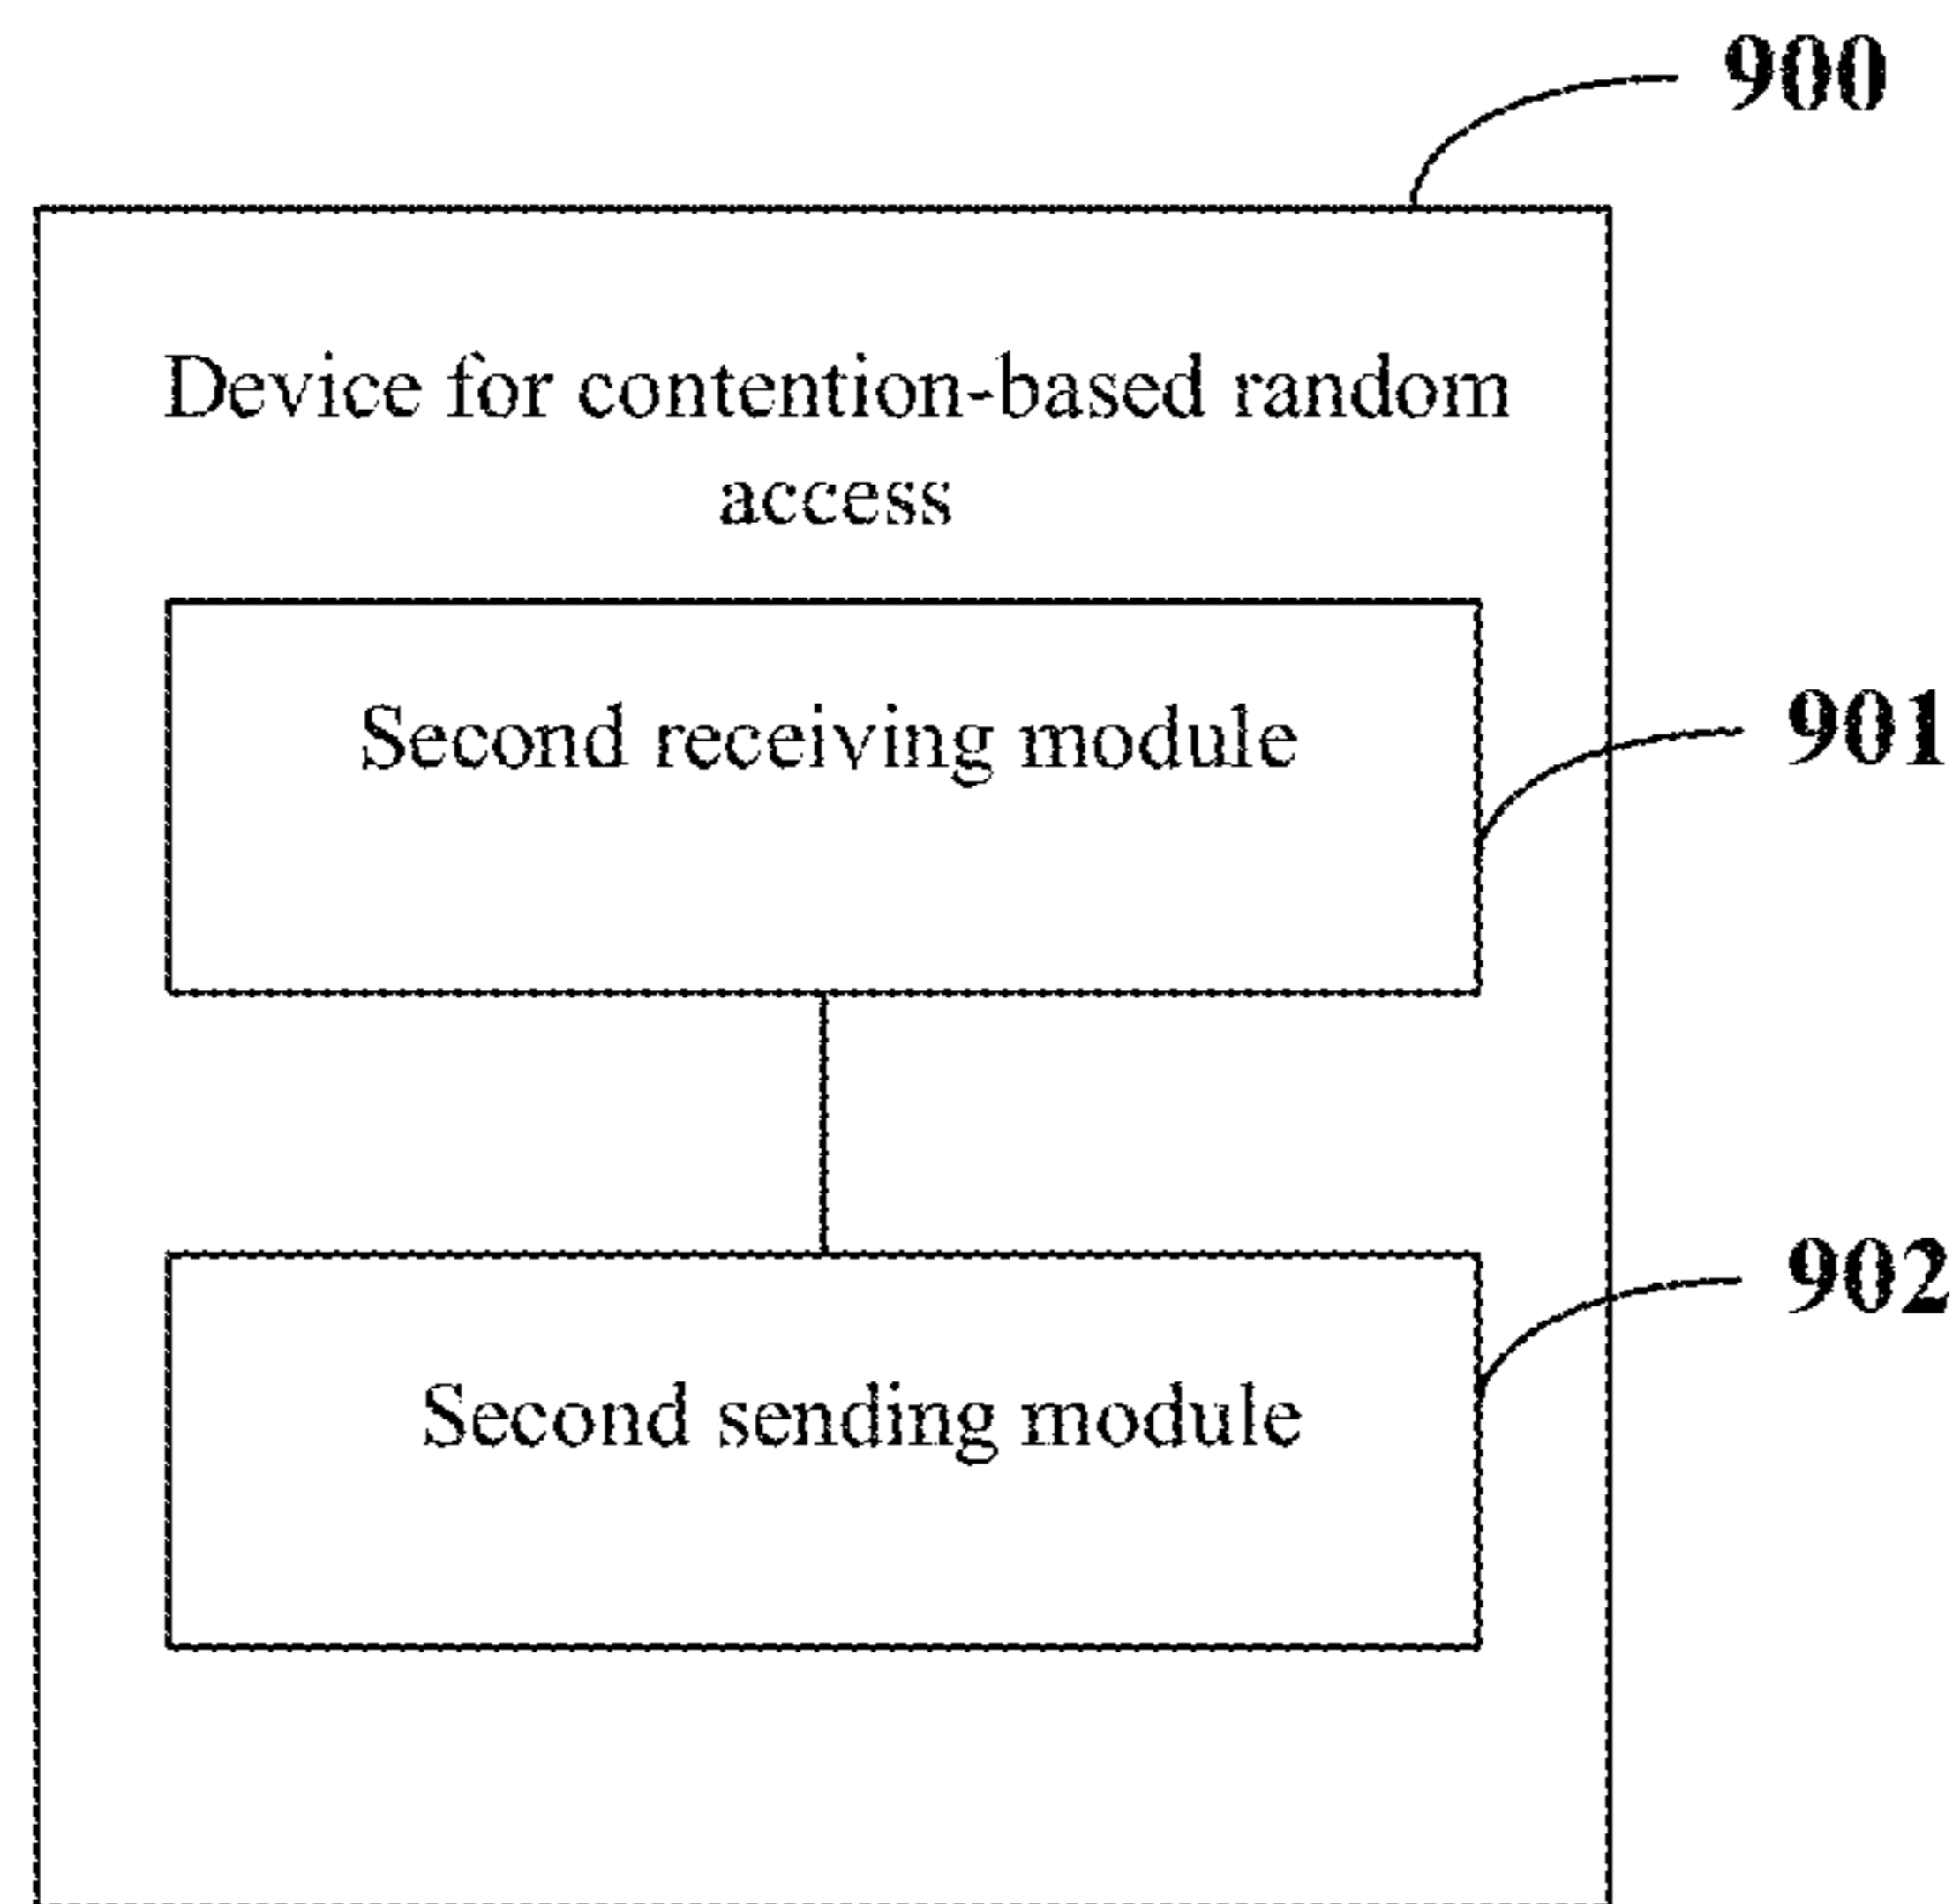 900
Device for contention-based random
access
Second receiving module
901
902
Second sending module